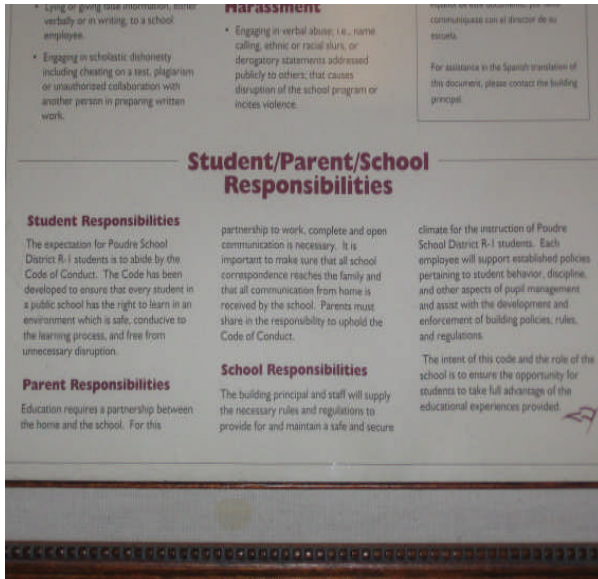 • Lying or giving false information, either
verbally or in writing, to a school
employee.
• Engaging in scholastic dishonesty
including cheating on a test, plagiarism
or unauthorized collaboration with
another person in preparing written
work.
Harassment
• Engaging in verbal abuse, i.e., name
calling, ethnic or racial slurs, or
derogatory statements addressed
publicly to others; that causes
disruption of the school program or
incites violence.
comuníquese con el director de su
escuela.
For assistance in the Spanish translation of
this document, please contact the building
principal.
Student/Parent/School
Responsibilities
Student Responsibilities
The expectation for Poudre School
District R-1 students is to abide by the
Code of Conduct. The Code has been
developed to ensure that every student in
a public school has the right to learn in an
environment which is safe, conducive to
the learning process, and free from
unnecessary disruption.
Parent Responsibilities
Education requires a partnership between
the home and the school. For this
partnership to work, complete and open
communication is necessary. It is
important to make sure that all school
correspondence reaches the family and
that all communication from home is
received by the school. Parents must
share in the responsibility to uphold the
Code of Conduct.
School Responsibilities
The building principal and staff will supply
the necessary rules and regulations to
provide for and maintain a safe and secure
climate for the instruction of Poudre
School District R-1 students. Each
employee will support established policies
pertaining to student behavior, discipline,
and other aspects of pupil management
and assist with the development and
enforcement of building policies, rules,
and regulations.
The intent of this code and the role of the
school is to ensure the opportunity for
students to take full advantage of the
educational experiences provided.